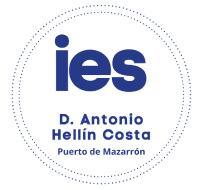 ies
D. Antonio
Hellín Costa
Puerto de Mazarrón